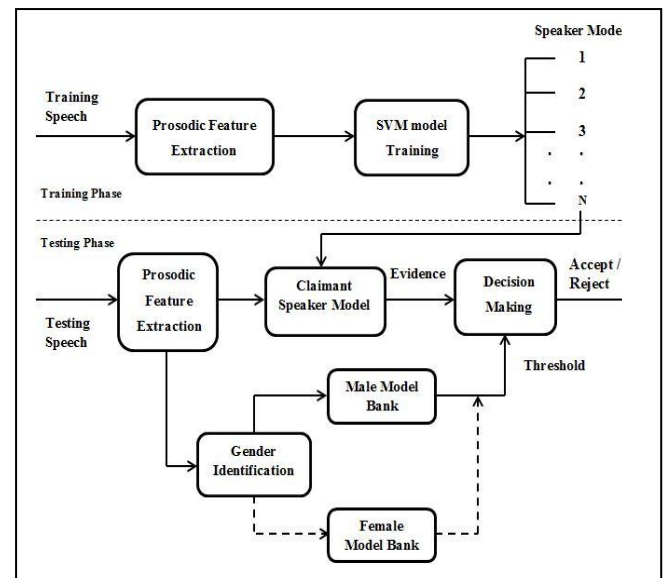 Speaker Mode
1
2
3
. .
. .
N
Training
Speech
Prosodic Feature
Extraction
SVM model
Training
Training Phase
Testing Phase
Testing
Speech
Prosodic
Feature
Extraction
Claimant
Speaker Model
Evidence
Decision
Making
Accept /
Reject
Threshold
Male Model
Bank
Gender
Identification
Female
Model Bank